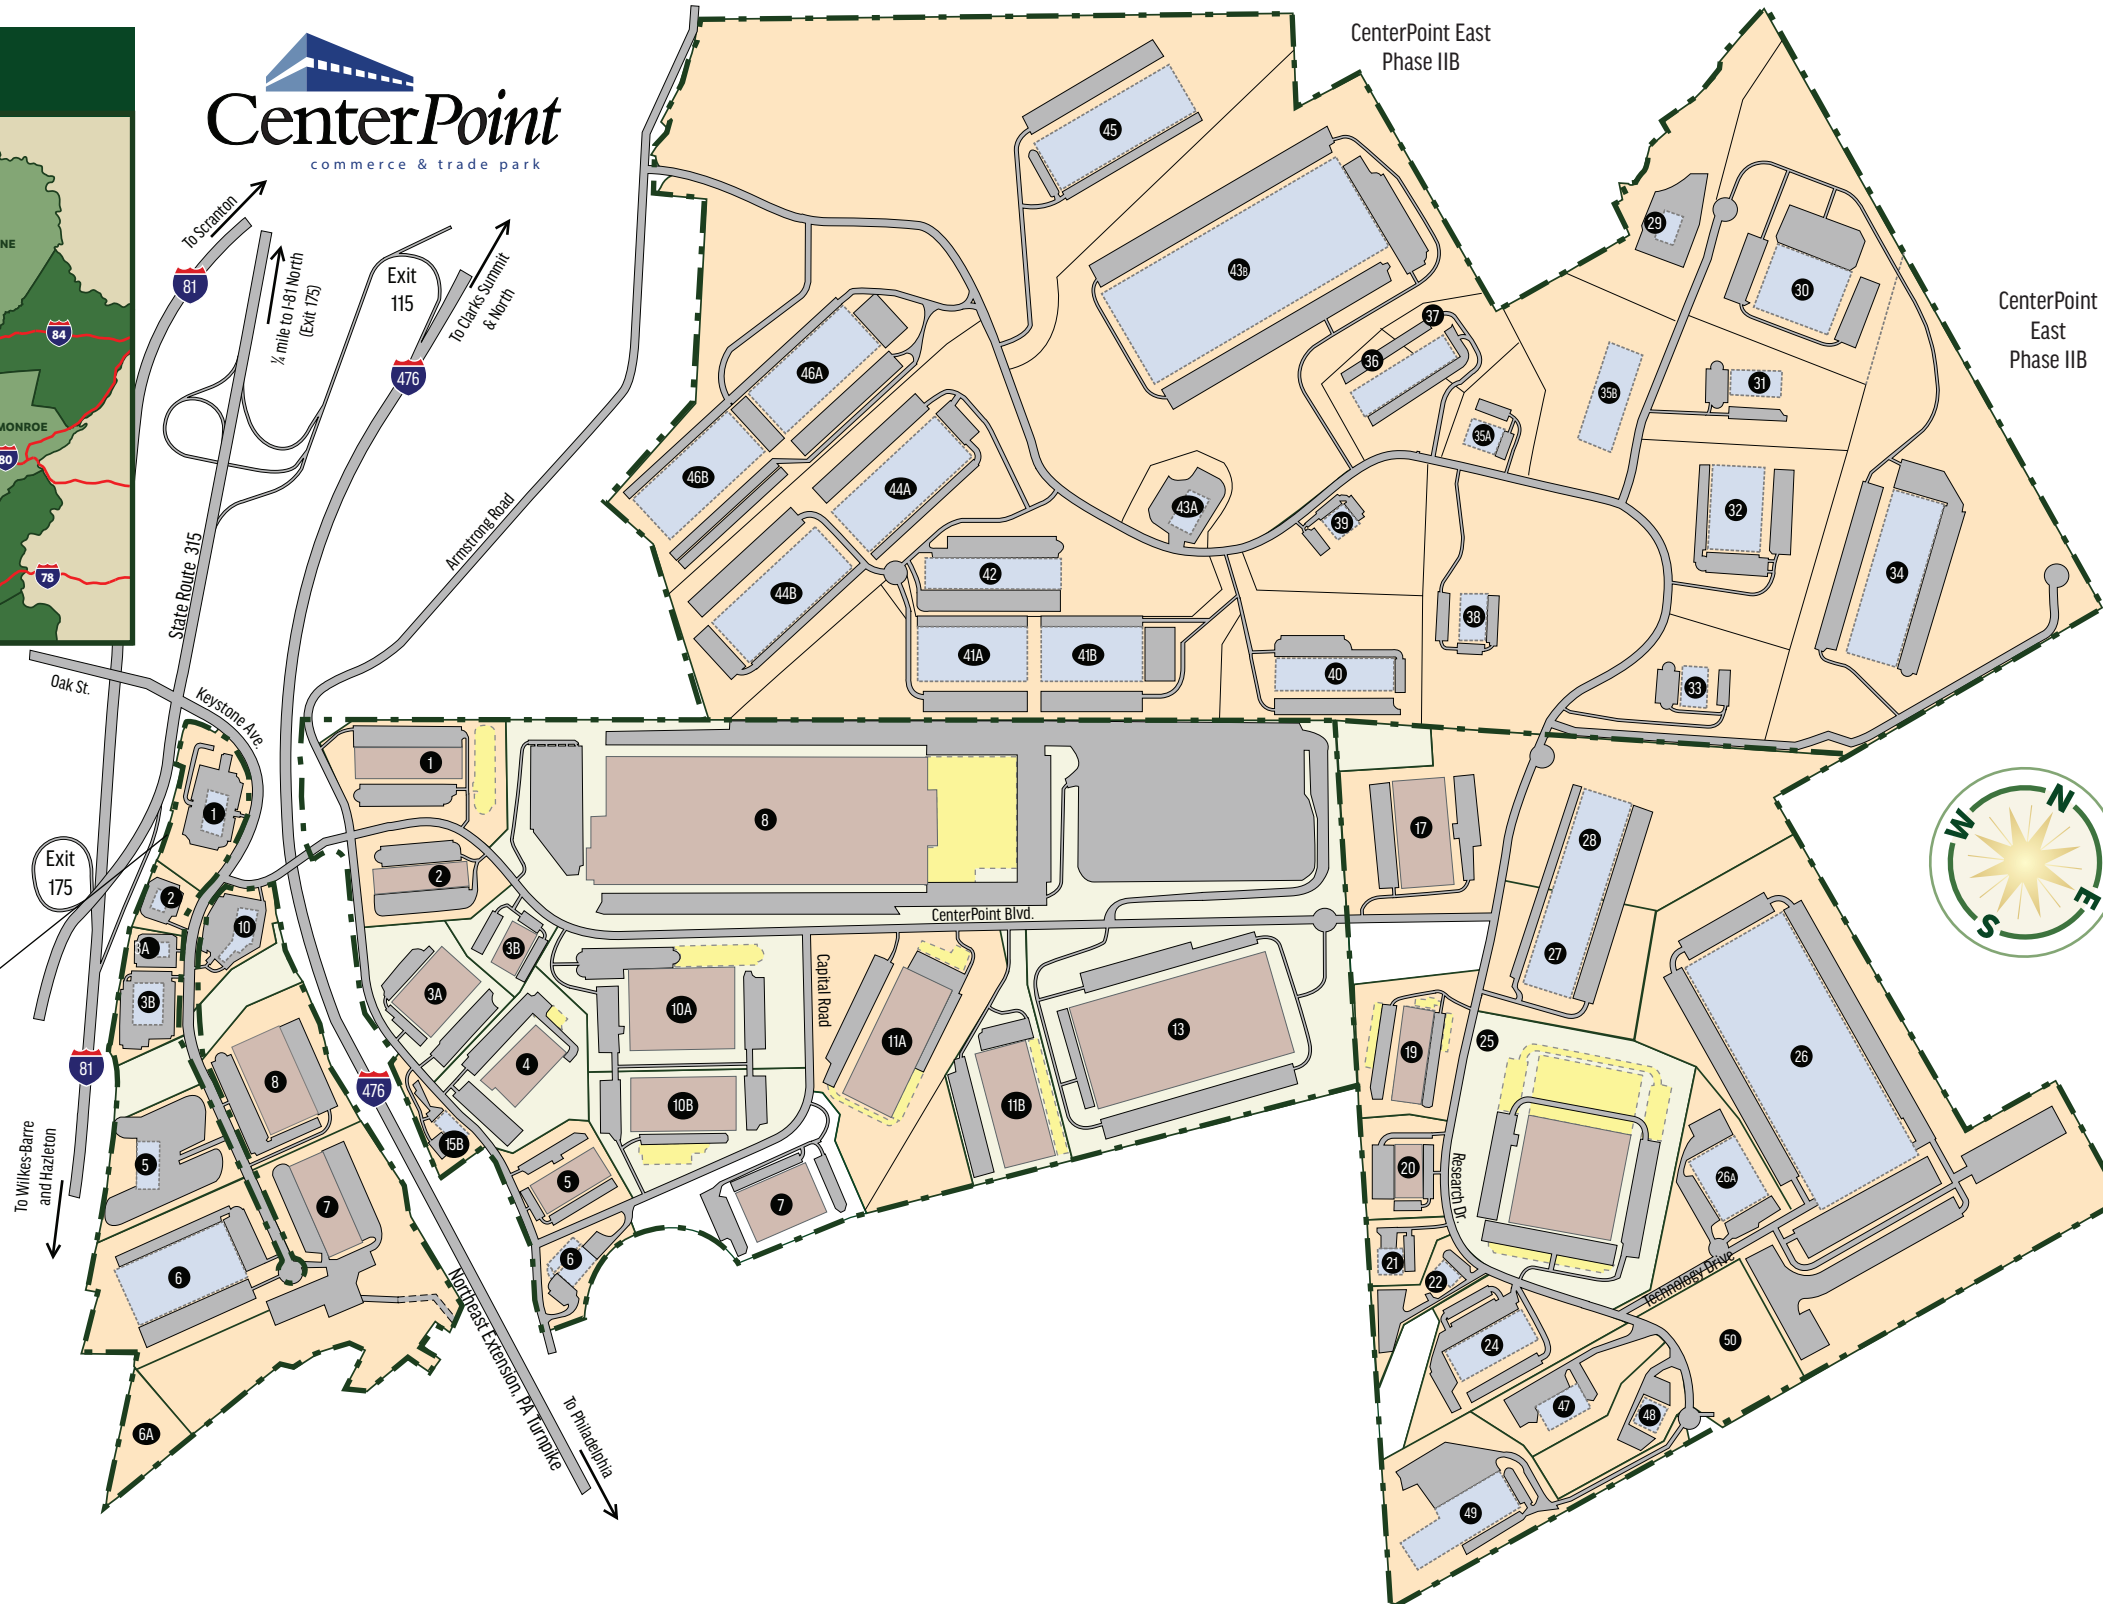 CenterPoint
commerce & trade park
CenterPoint East
Phase IIB
CenterPoint
East
Phase IIB
NE
84
MONROE
80
78
To Scranton
81
¼ mile to I-81 North
(Exit 175)
Exit
115
To Clarks Summit
& North
476
State Route 315
Armstrong Road
Oak St.
Keystone Ave.
Exit
175
81
To Wilkes-Barre
and Hazleton
476
Northeast Extension, PA Turnpike
To Philadelphia
CenterPoint Blvd.
Capital Road
Research Dr.
Technology Drive
N
E
S
W
45
43B
29
30
37
36
35B
31
35A
46A
46B
44A
44B
43A
39
32
34
42
41A
41B
40
38
33
1
2
3A
3B
10
8
5
7
6
6A
1
2
8
3B
3A
4
10A
10B
11A
11B
13
15B
5
6
7
17
28
27
19
25
26
20
26A
21
22
24
50
47
48
49